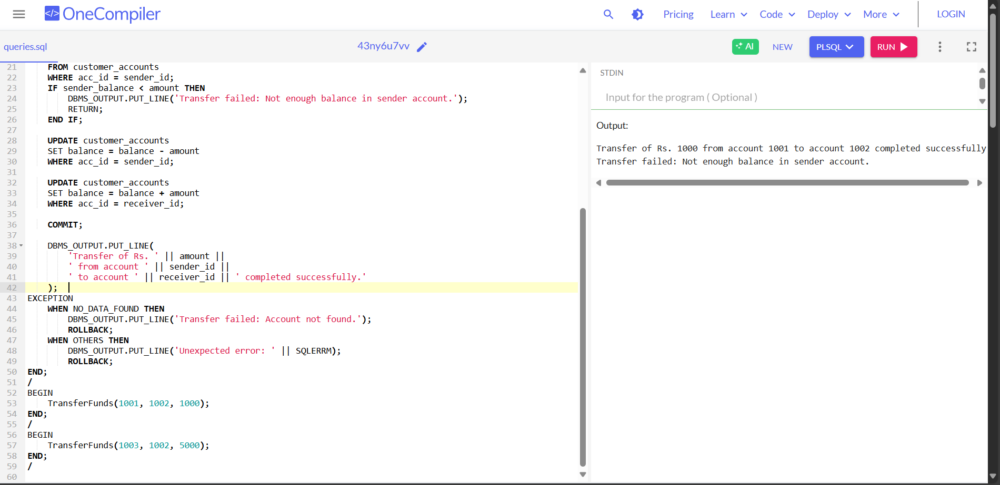 </> OneCompiler
Pricing Learn Code Deploy More LOGIN
queries.sql
43ny6u7vv
AI NEW PLSQL RUN
21 FROM customer_accounts
22 WHERE acc_id = sender_id;
23 IF sender_balance < amount THEN
24 DBMS_OUTPUT.PUT_LINE('Transfer failed: Not enough balance in sender account.');
25 RETURN;
26 END IF;
27
28 UPDATE customer_accounts
29 SET balance = balance - amount
30 WHERE acc_id = sender_id;
31
32 UPDATE customer_accounts
33 SET balance = balance + amount
34 WHERE acc_id = receiver_id;
35
36 COMMIT;
37
38 DBMS_OUTPUT.PUT_LINE(
39 'Transfer of Rs. ' || amount ||
40 ' from account ' || sender_id ||
41 ' to account ' || receiver_id || ' completed successfully.'
42 );
43 EXCEPTION
44 WHEN NO_DATA_FOUND THEN
45 DBMS_OUTPUT.PUT_LINE('Transfer failed: Account not found.');
46 ROLLBACK;
47 WHEN OTHERS THEN
48 DBMS_OUTPUT.PUT_LINE('Unexpected error: ' || SQLERRM);
49 ROLLBACK;
50 END;
51 /
52 BEGIN
53 TransferFunds(1001, 1002, 1000);
54 END;
55 /
56 BEGIN
57 TransferFunds(1003, 1002, 5000);
58 END;
59 /
60
STDIN
Input for the program ( Optional )
Output:
Transfer of Rs. 1000 from account 1001 to account 1002 completed successfully
Transfer failed: Not enough balance in sender account.